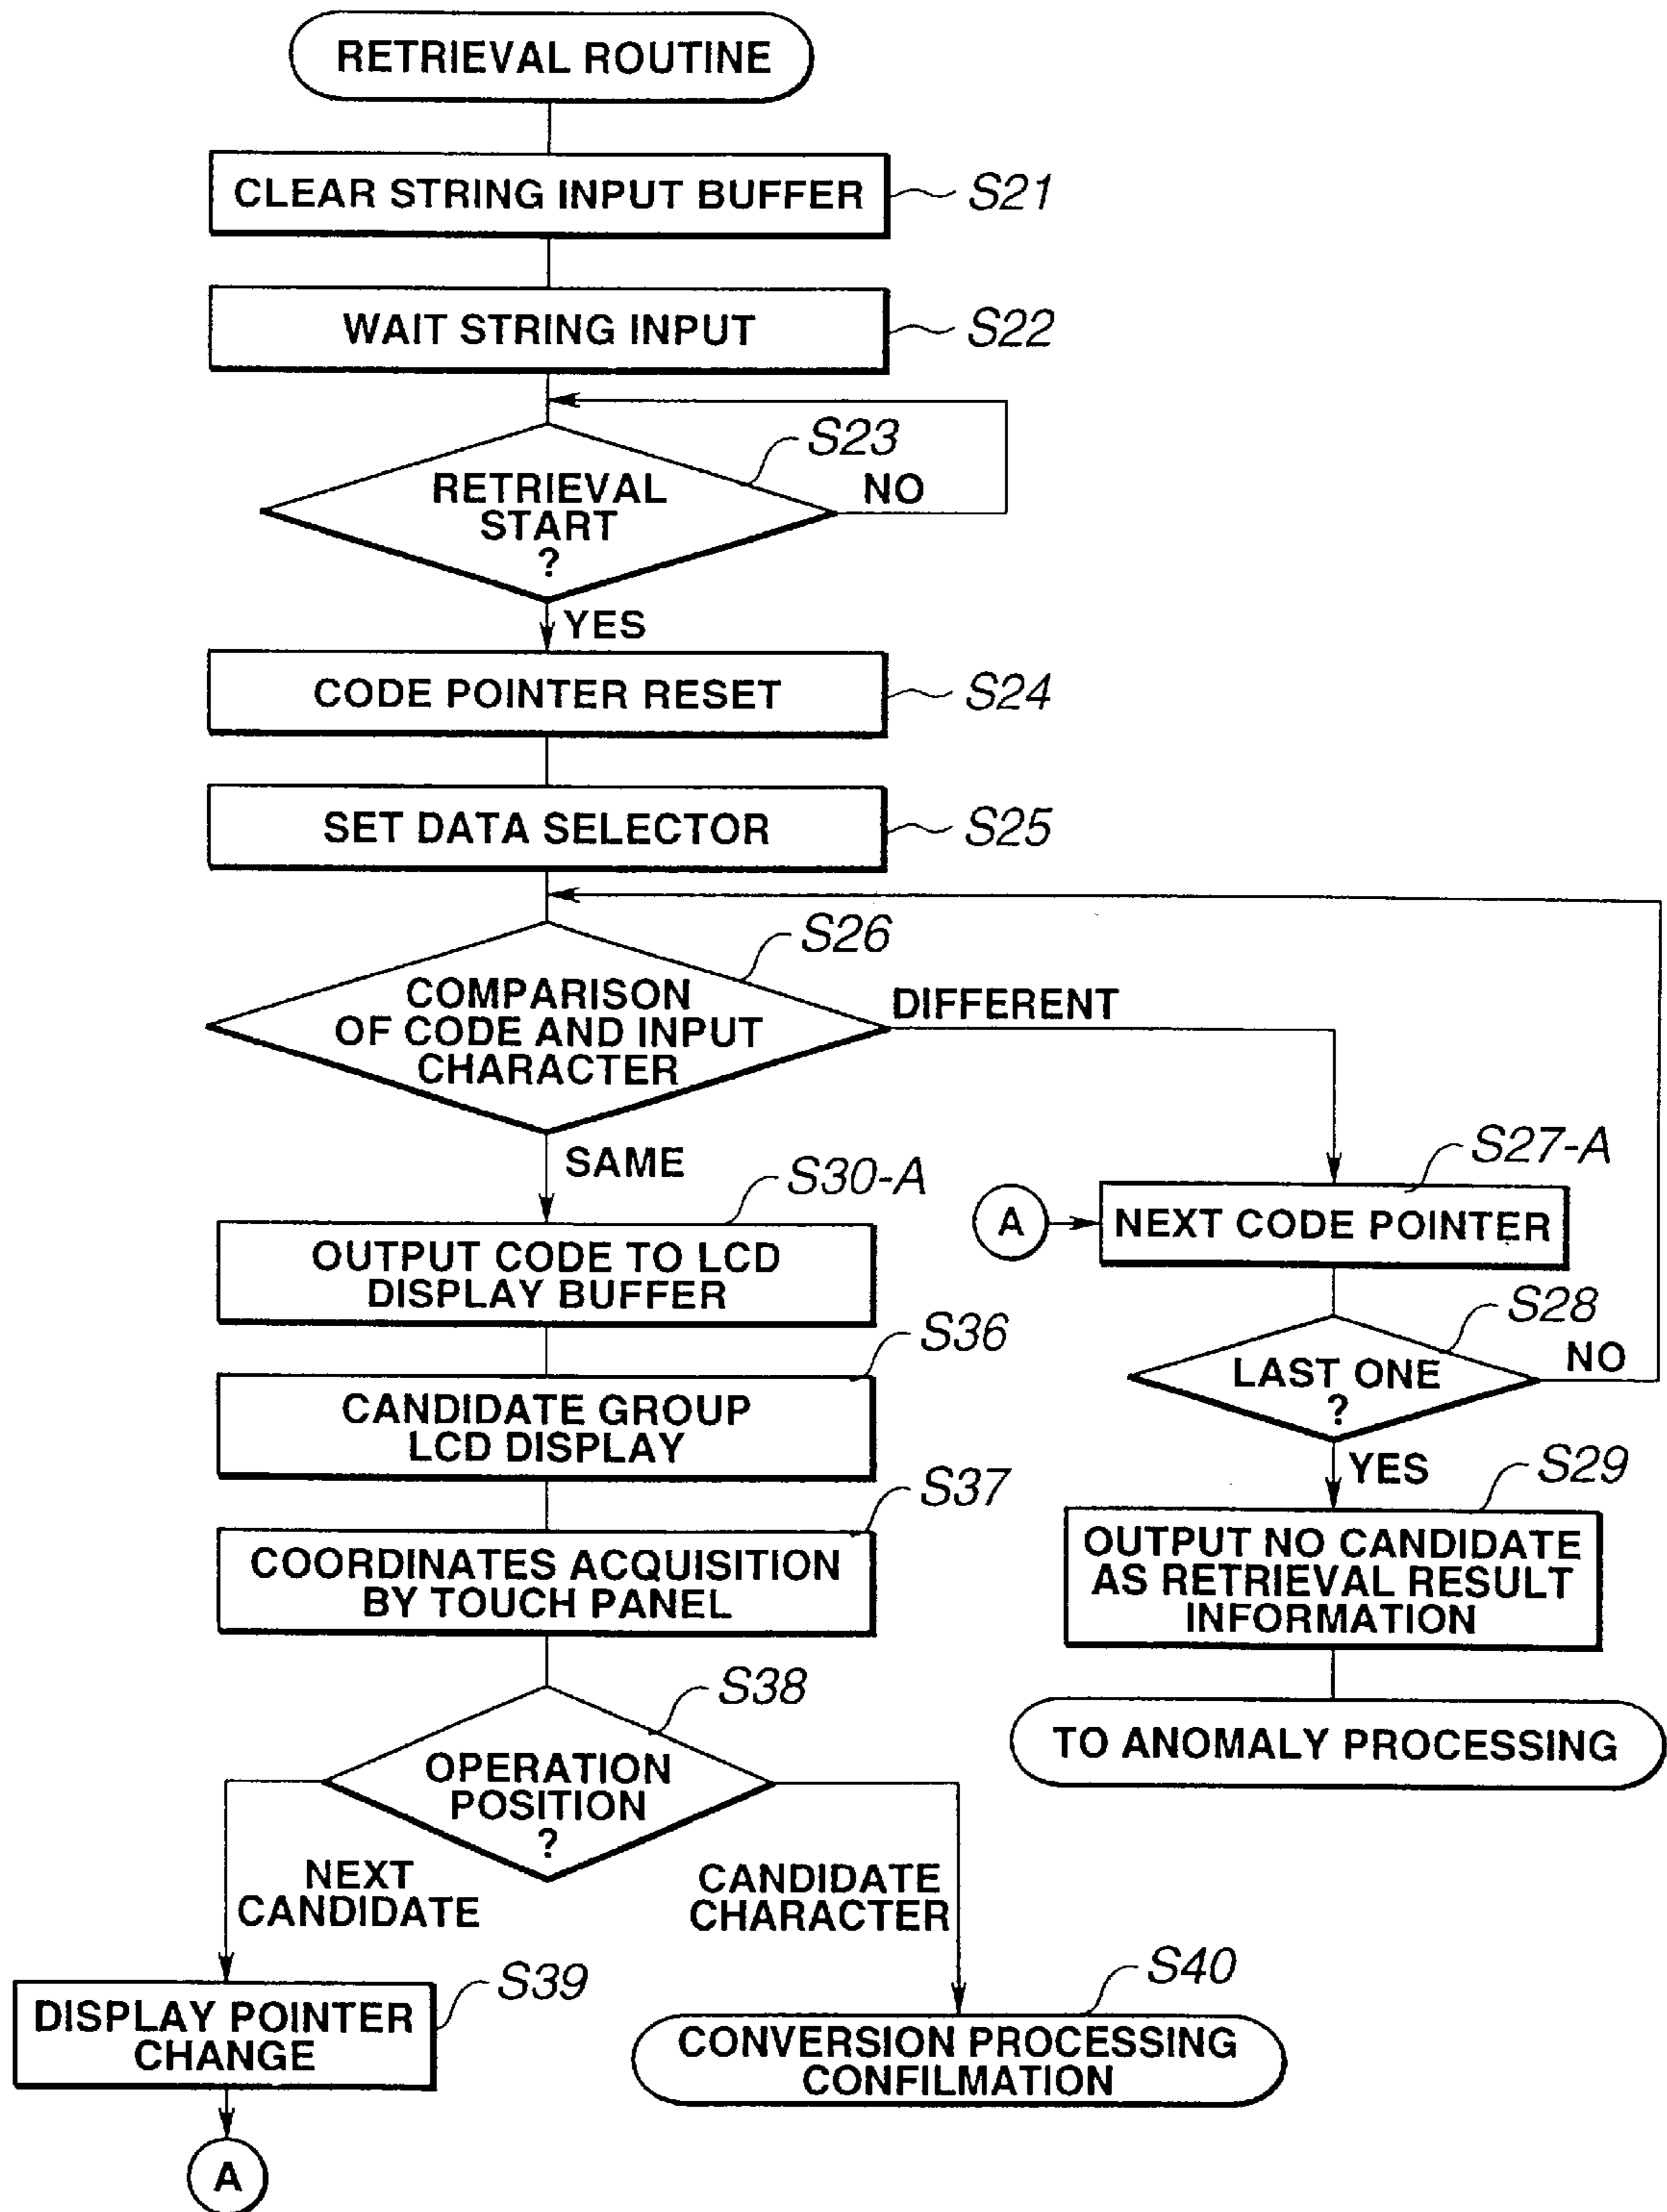 RETRIEVAL ROUTINE
CLEAR STRING INPUT BUFFER
S21
WAIT STRING INPUT
S22
S23
RETRIEVAL
START
?
NO
YES
CODE POINTER RESET
S24
SET DATA SELECTOR
S25
S26
COMPARISON
OF CODE AND INPUT
CHARACTER
DIFFERENT
SAME
S30-A
OUTPUT CODE TO LCD
DISPLAY BUFFER
S36
CANDIDATE GROUP
LCD DISPLAY
S37
COORDINATES ACQUISITION
BY TOUCH PANEL
S38
OPERATION
POSITION
?
NEXT
CANDIDATE
CANDIDATE
CHARACTER
S39
DISPLAY POINTER
CHANGE
A
S40
CONVERSION PROCESSING
CONFILMATION
S27-A
A
NEXT CODE POINTER
S28
LAST ONE
?
NO
YES
S29
OUTPUT NO CANDIDATE
AS RETRIEVAL RESULT
INFORMATION
TO ANOMALY PROCESSING